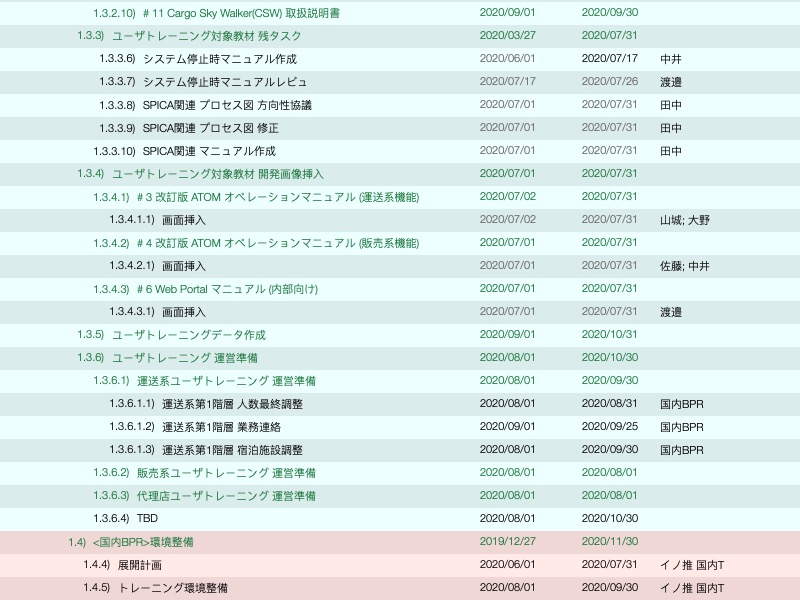 1.3.2.10) # 11 Cargo Sky Walker(CSW) 取扱説明書 2020/09/01 2020/09/30
1.3.3) ユーザトレーニング対象教材 残タスク 2020/03/27 2020/07/31
1.3.3.6) システム停止時マニュアル作成 2020/06/01 2020/07/17 中井
1.3.3.7) システム停止時マニュアルレビュ 2020/07/17 2020/07/26 渡邉
1.3.3.8) SPICA関連 プロセス図 方向性協議 2020/07/01 2020/07/31 田中
1.3.3.9) SPICA関連 プロセス図 修正 2020/07/01 2020/07/31 田中
1.3.3.10) SPICA関連 マニュアル作成 2020/07/01 2020/07/31 田中
1.3.4) ユーザトレーニング対象教材 開発画像挿入 2020/07/01 2020/07/31
1.3.4.1) # 3 改訂版 ATOM オペレーションマニュアル (運送系機能) 2020/07/02 2020/07/31
1.3.4.1.1) 画面挿入 2020/07/02 2020/07/31 山城; 大野
1.3.4.2) # 4 改訂版 ATOM オペレーションマニュアル (販売系機能) 2020/07/01 2020/07/31
1.3.4.2.1) 画面挿入 2020/07/01 2020/07/31 佐藤; 中井
1.3.4.3) # 6 Web Portal マニュアル (内部向け) 2020/07/01 2020/07/31
1.3.4.3.1) 画面挿入 2020/07/01 2020/07/31 渡邉
1.3.5) ユーザトレーニングデータ作成 2020/09/01 2020/10/31
1.3.6) ユーザトレーニング 運営準備 2020/08/01 2020/10/30
1.3.6.1) 運送系ユーザトレーニング 運営準備 2020/08/01 2020/09/30
1.3.6.1.1) 運送系第1階層 人数最終調整 2020/08/01 2020/08/31 国内BPR
1.3.6.1.2) 運送系第1階層 業務連絡 2020/09/01 2020/09/25 国内BPR
1.3.6.1.3) 運送系第1階層 宿泊施設調整 2020/08/01 2020/09/30 国内BPR
1.3.6.2) 販売系ユーザトレーニング 運営準備 2020/08/01 2020/08/01
1.3.6.3) 代理店ユーザトレーニング 運営準備 2020/08/01 2020/08/01
1.3.6.4) TBD 2020/08/01 2020/10/30
1.4) <国内BPR>環境整備 2019/12/27 2020/11/30
1.4.4) 展開計画 2020/06/01 2020/07/31 イノ推 国内T
1.4.5) トレーニング環境整備 2020/08/01 2020/09/30 イノ推 国内T